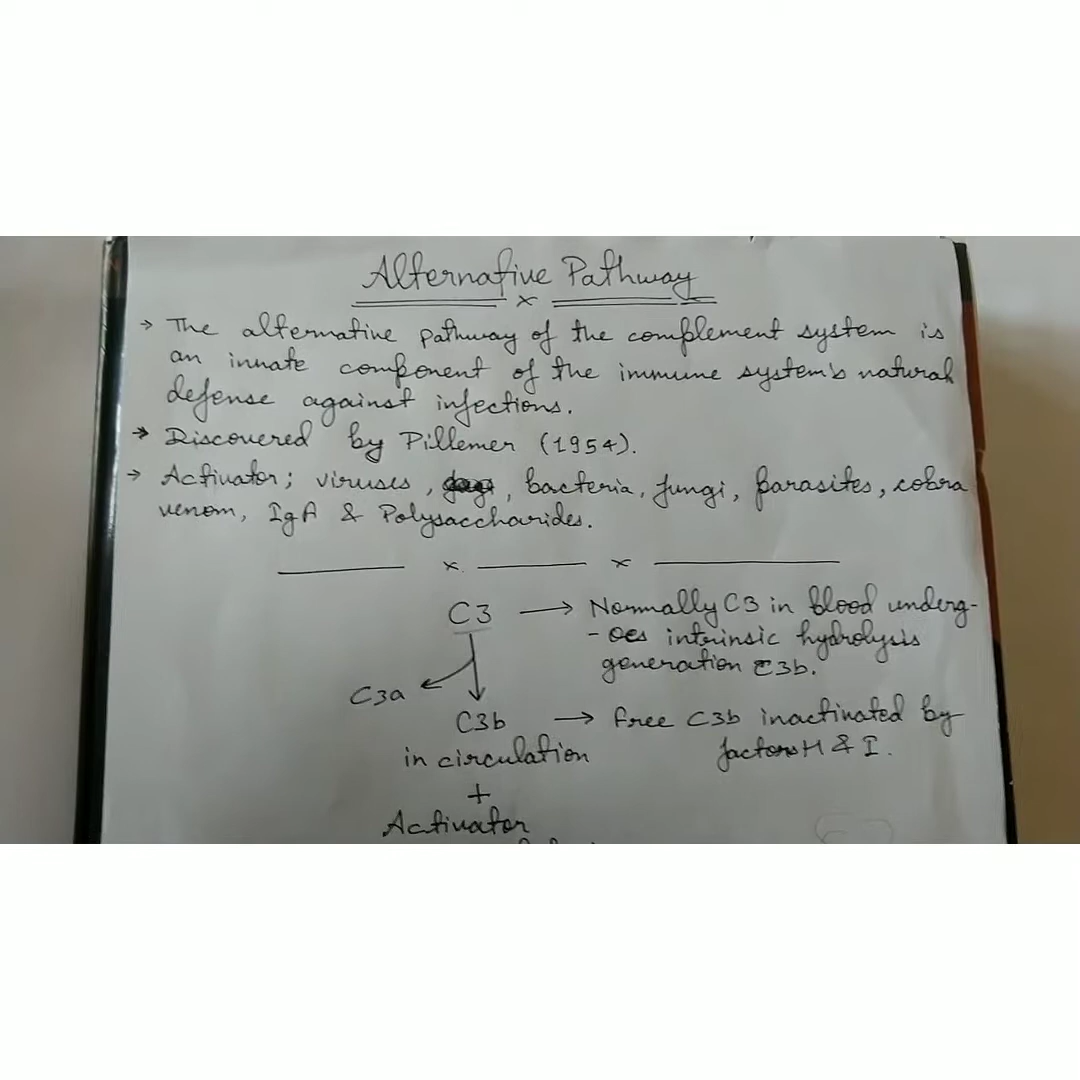 Alternative Pathway
x
→ The alternative pathway of the complement system is
an innate component of the immune system's natural
defense against infections.
→ Discovered by Pillemer (1954).
→ Activator; viruses, , bacteria, fungi, parasites, cobra
venom, IgA & Polysaccharides.
x x
C3 → Normally C3 in blood underg-
-oes intrinsic hydrolysis
generation C3b.
C3a
C3b → free C3b inactivated by
in circulation factors H & I.
+
Activator